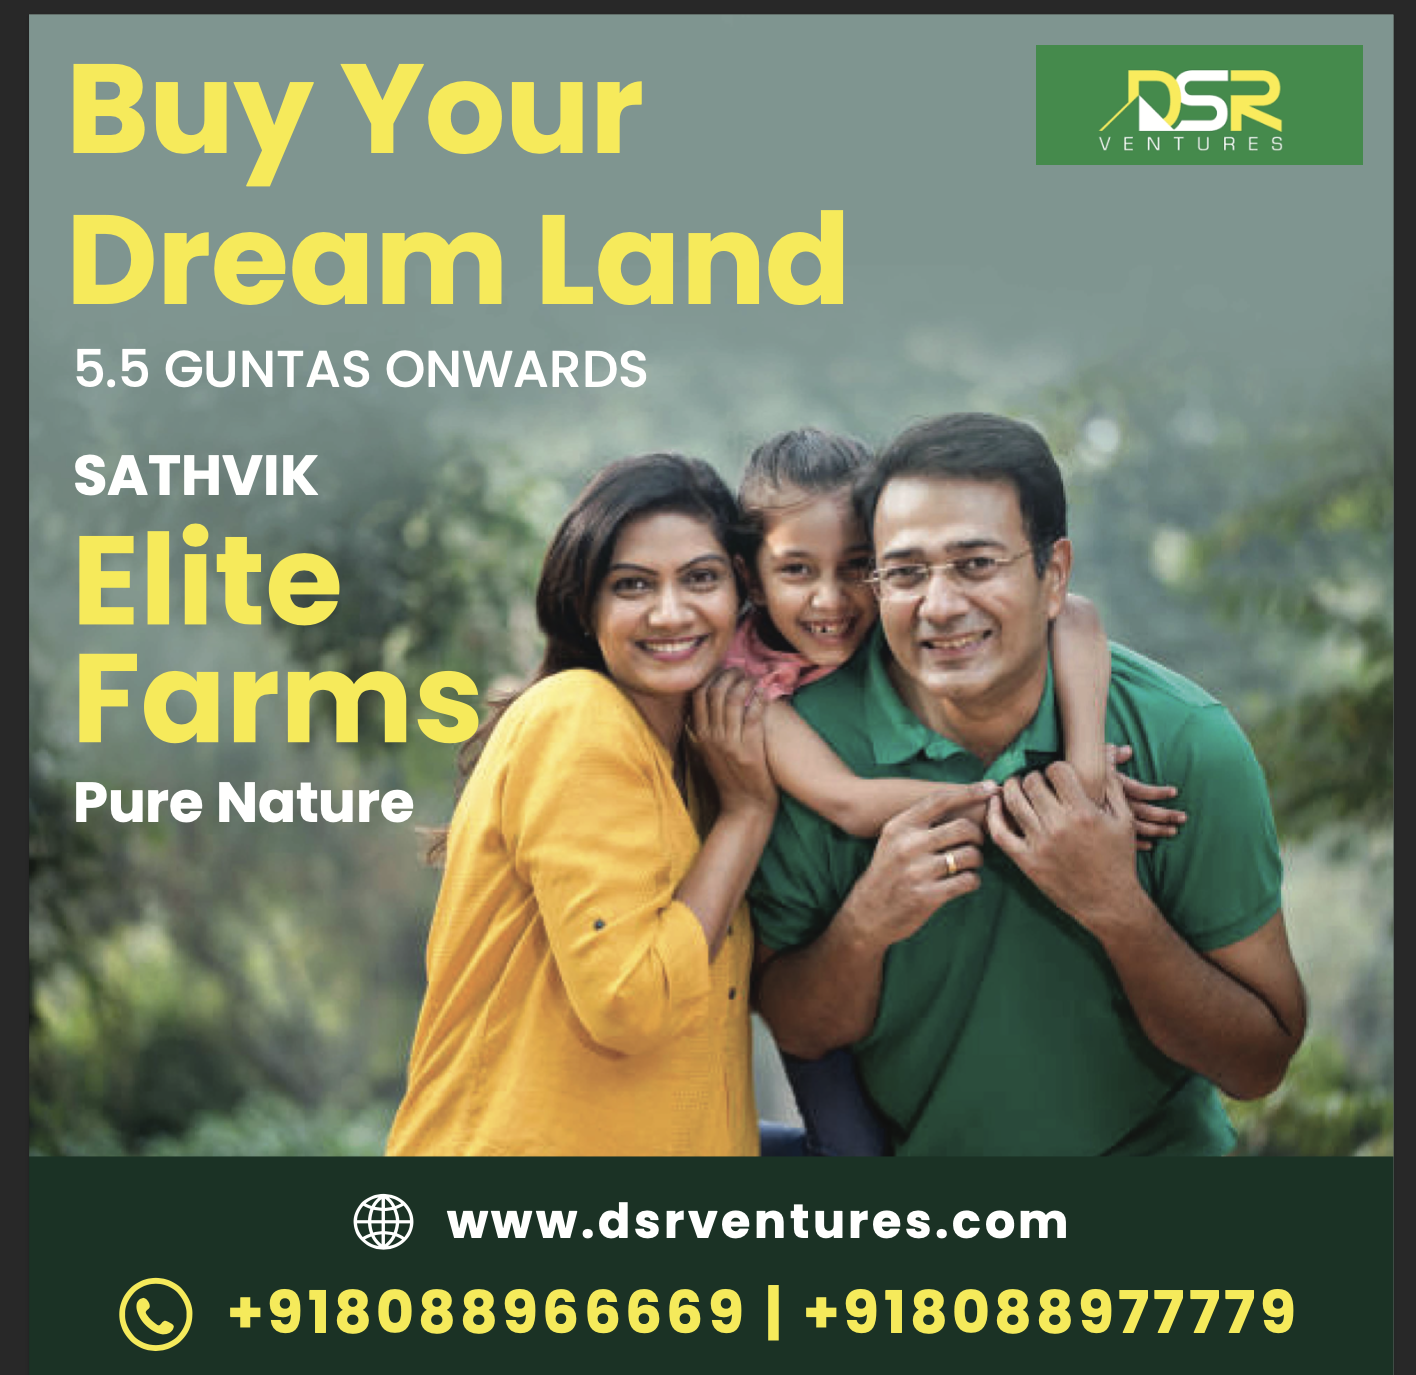 Buy Your
Dream Land
5.5 GUNTAS ONWARDS
SATHVIK
Elite
Farms
Pure Nature
DSR
VENTURES
www.dsrventures.com
+918088966669 | +918088977779